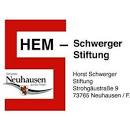 HEM – Schwerger
Stiftung
Neuhausen
Horst Schwerger
Stiftung
Strohgäustraße 9
73765 Neuhausen / F.